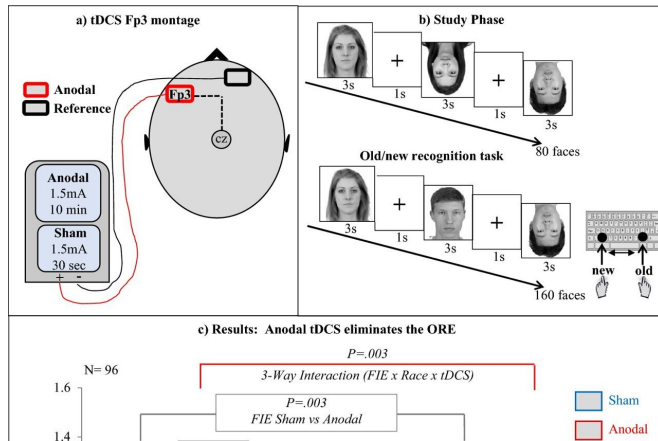 a) tDCS Fp3 montage
Anodal
Reference
Fp3
cz
Anodal
1.5mA
10 min
Sham
1.5mA
30 sec
+ -
b) Study Phase
+ +
3s 1s 3s 1s 3s
80 faces
Old/new recognition task
+ +
3s 1s 3s 1s 3s
160 faces
new old
c) Results: Anodal tDCS eliminates the ORE
N= 96
P=.003
3-Way Interaction (FIE x Race x tDCS)
P=.003
FIE Sham vs Anodal
1.6
1.4
Sham
Anodal